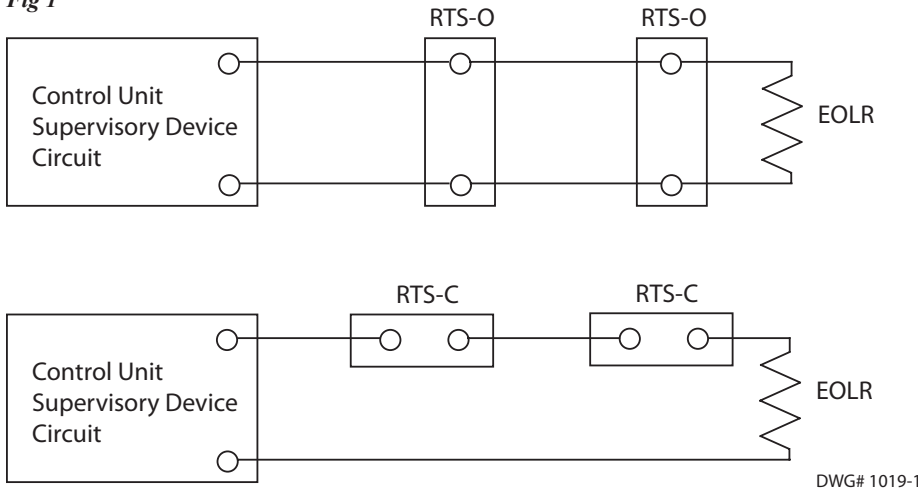 Fig 1
RTS-O
RTS-O
Control Unit
Supervisory Device
Circuit
EOLR
RTS-C
RTS-C
Control Unit
Supervisory Device
Circuit
EOLR
DWG# 1019-1